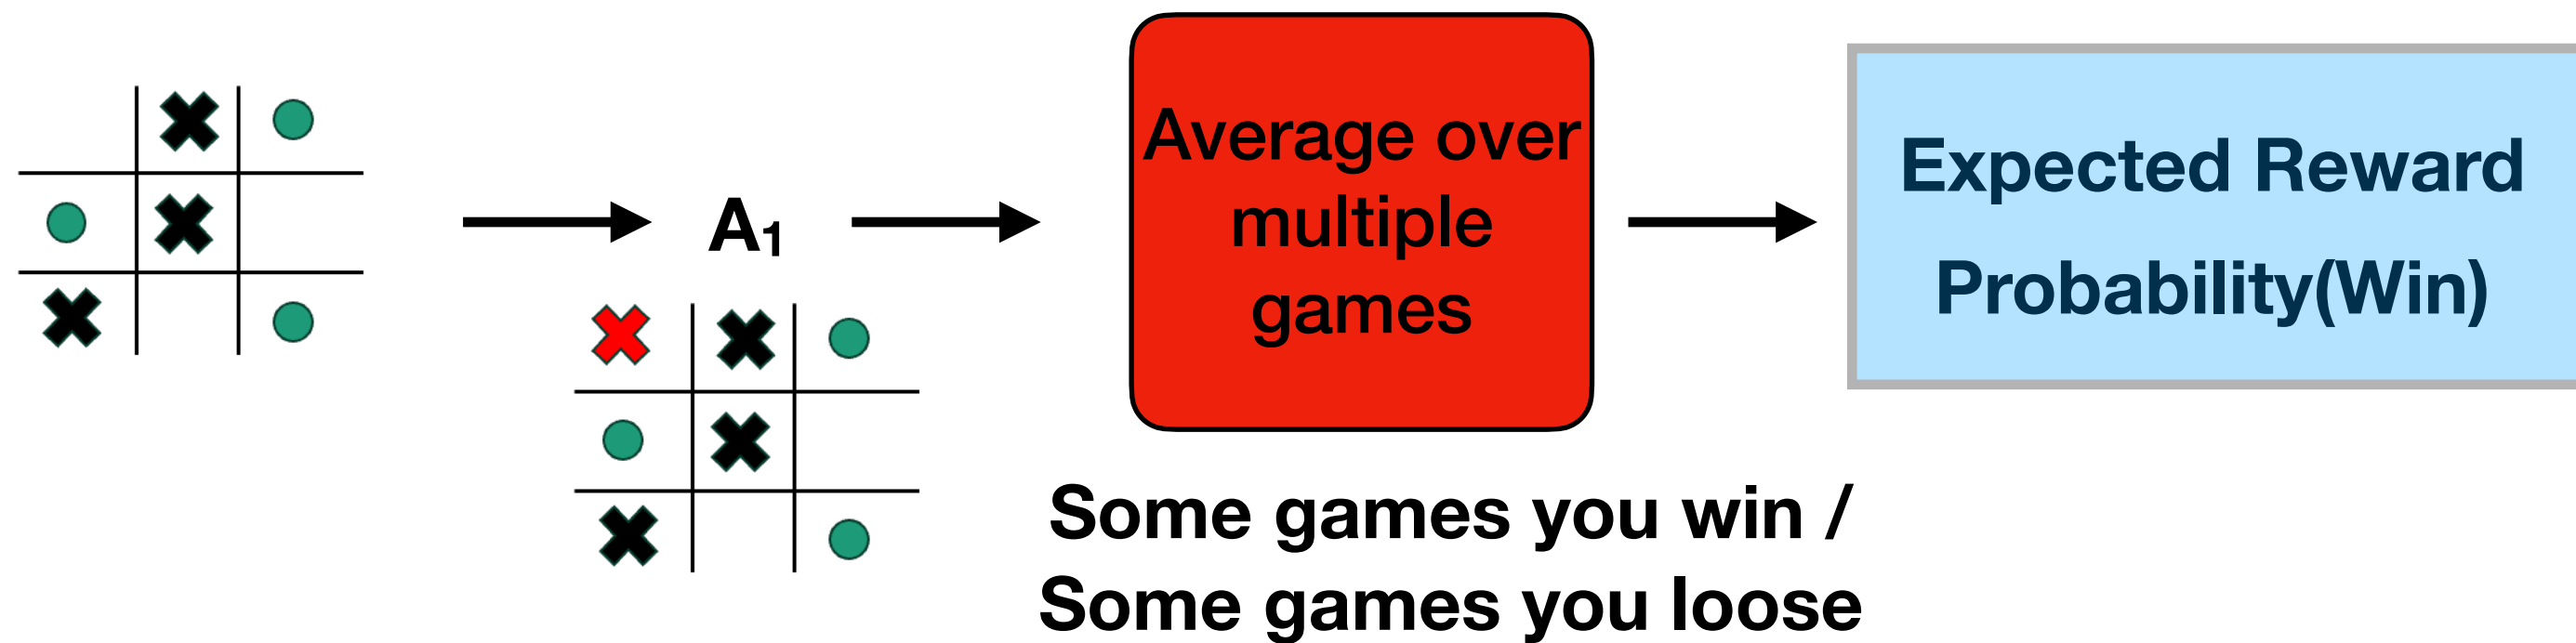 A₁
Average over
multiple
games
Some games you win /
Some games you loose
Expected Reward
Probability(Win)